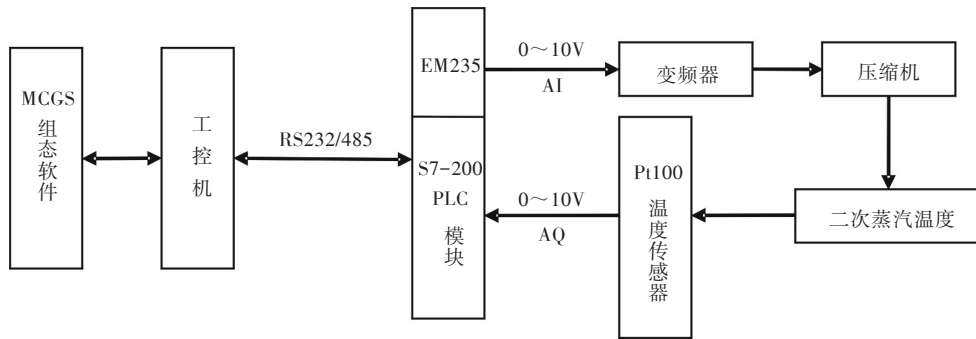 MCGS
组态软件
工控机
RS232/485
EM235
S7-200
PLC
模块
0～10V
AI
变频器
压缩机
二次蒸汽温度
Pt100
温度传感器
0～10V
AQ